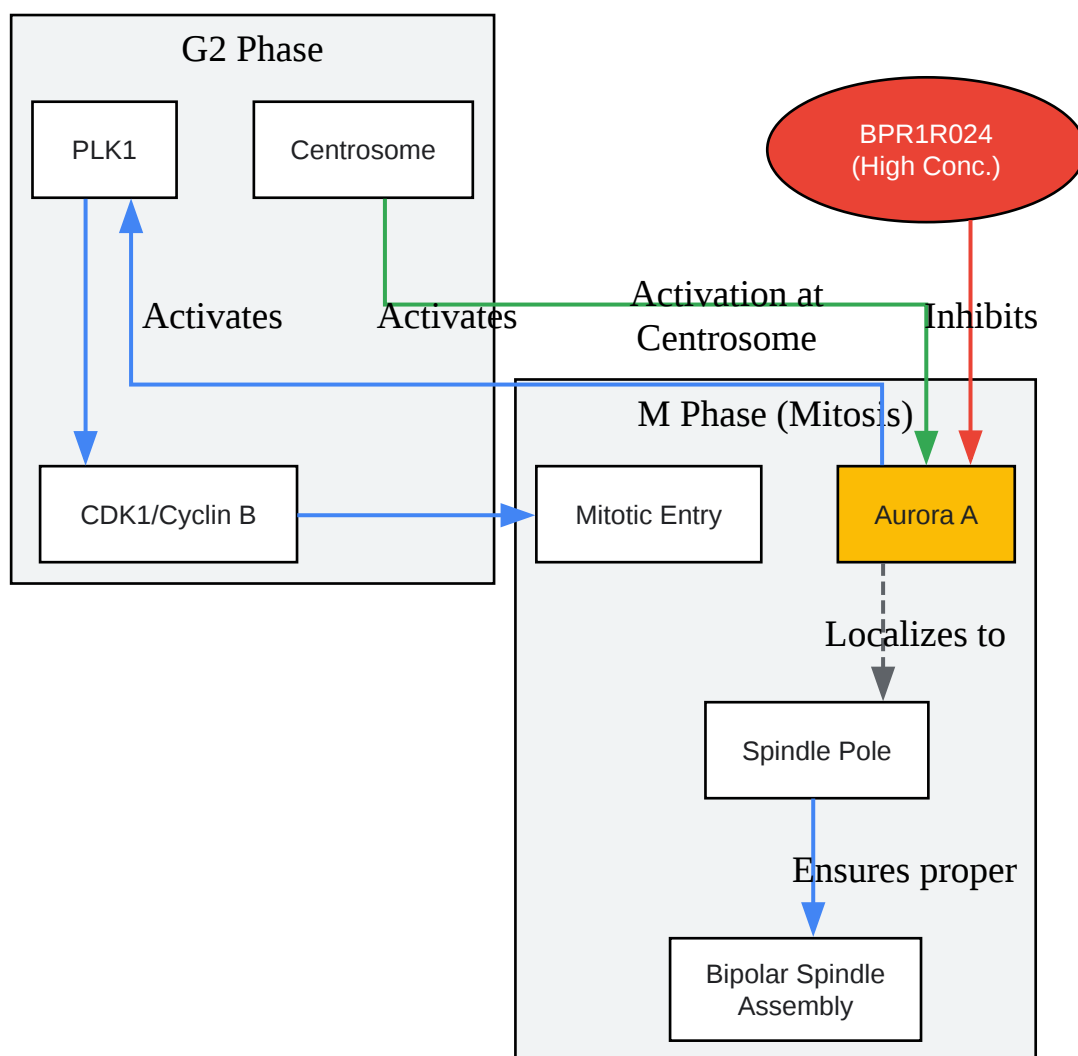 G2 Phase
PLK1
Centrosome
BPR1R024
(High Conc.)
Activates
Activates
Activation at
Centrosome
Inhibits
M Phase (Mitosis)
CDK1/Cyclin B
Mitotic Entry
Aurora A
Localizes to
Spindle Pole
Ensures proper
Bipolar Spindle
Assembly